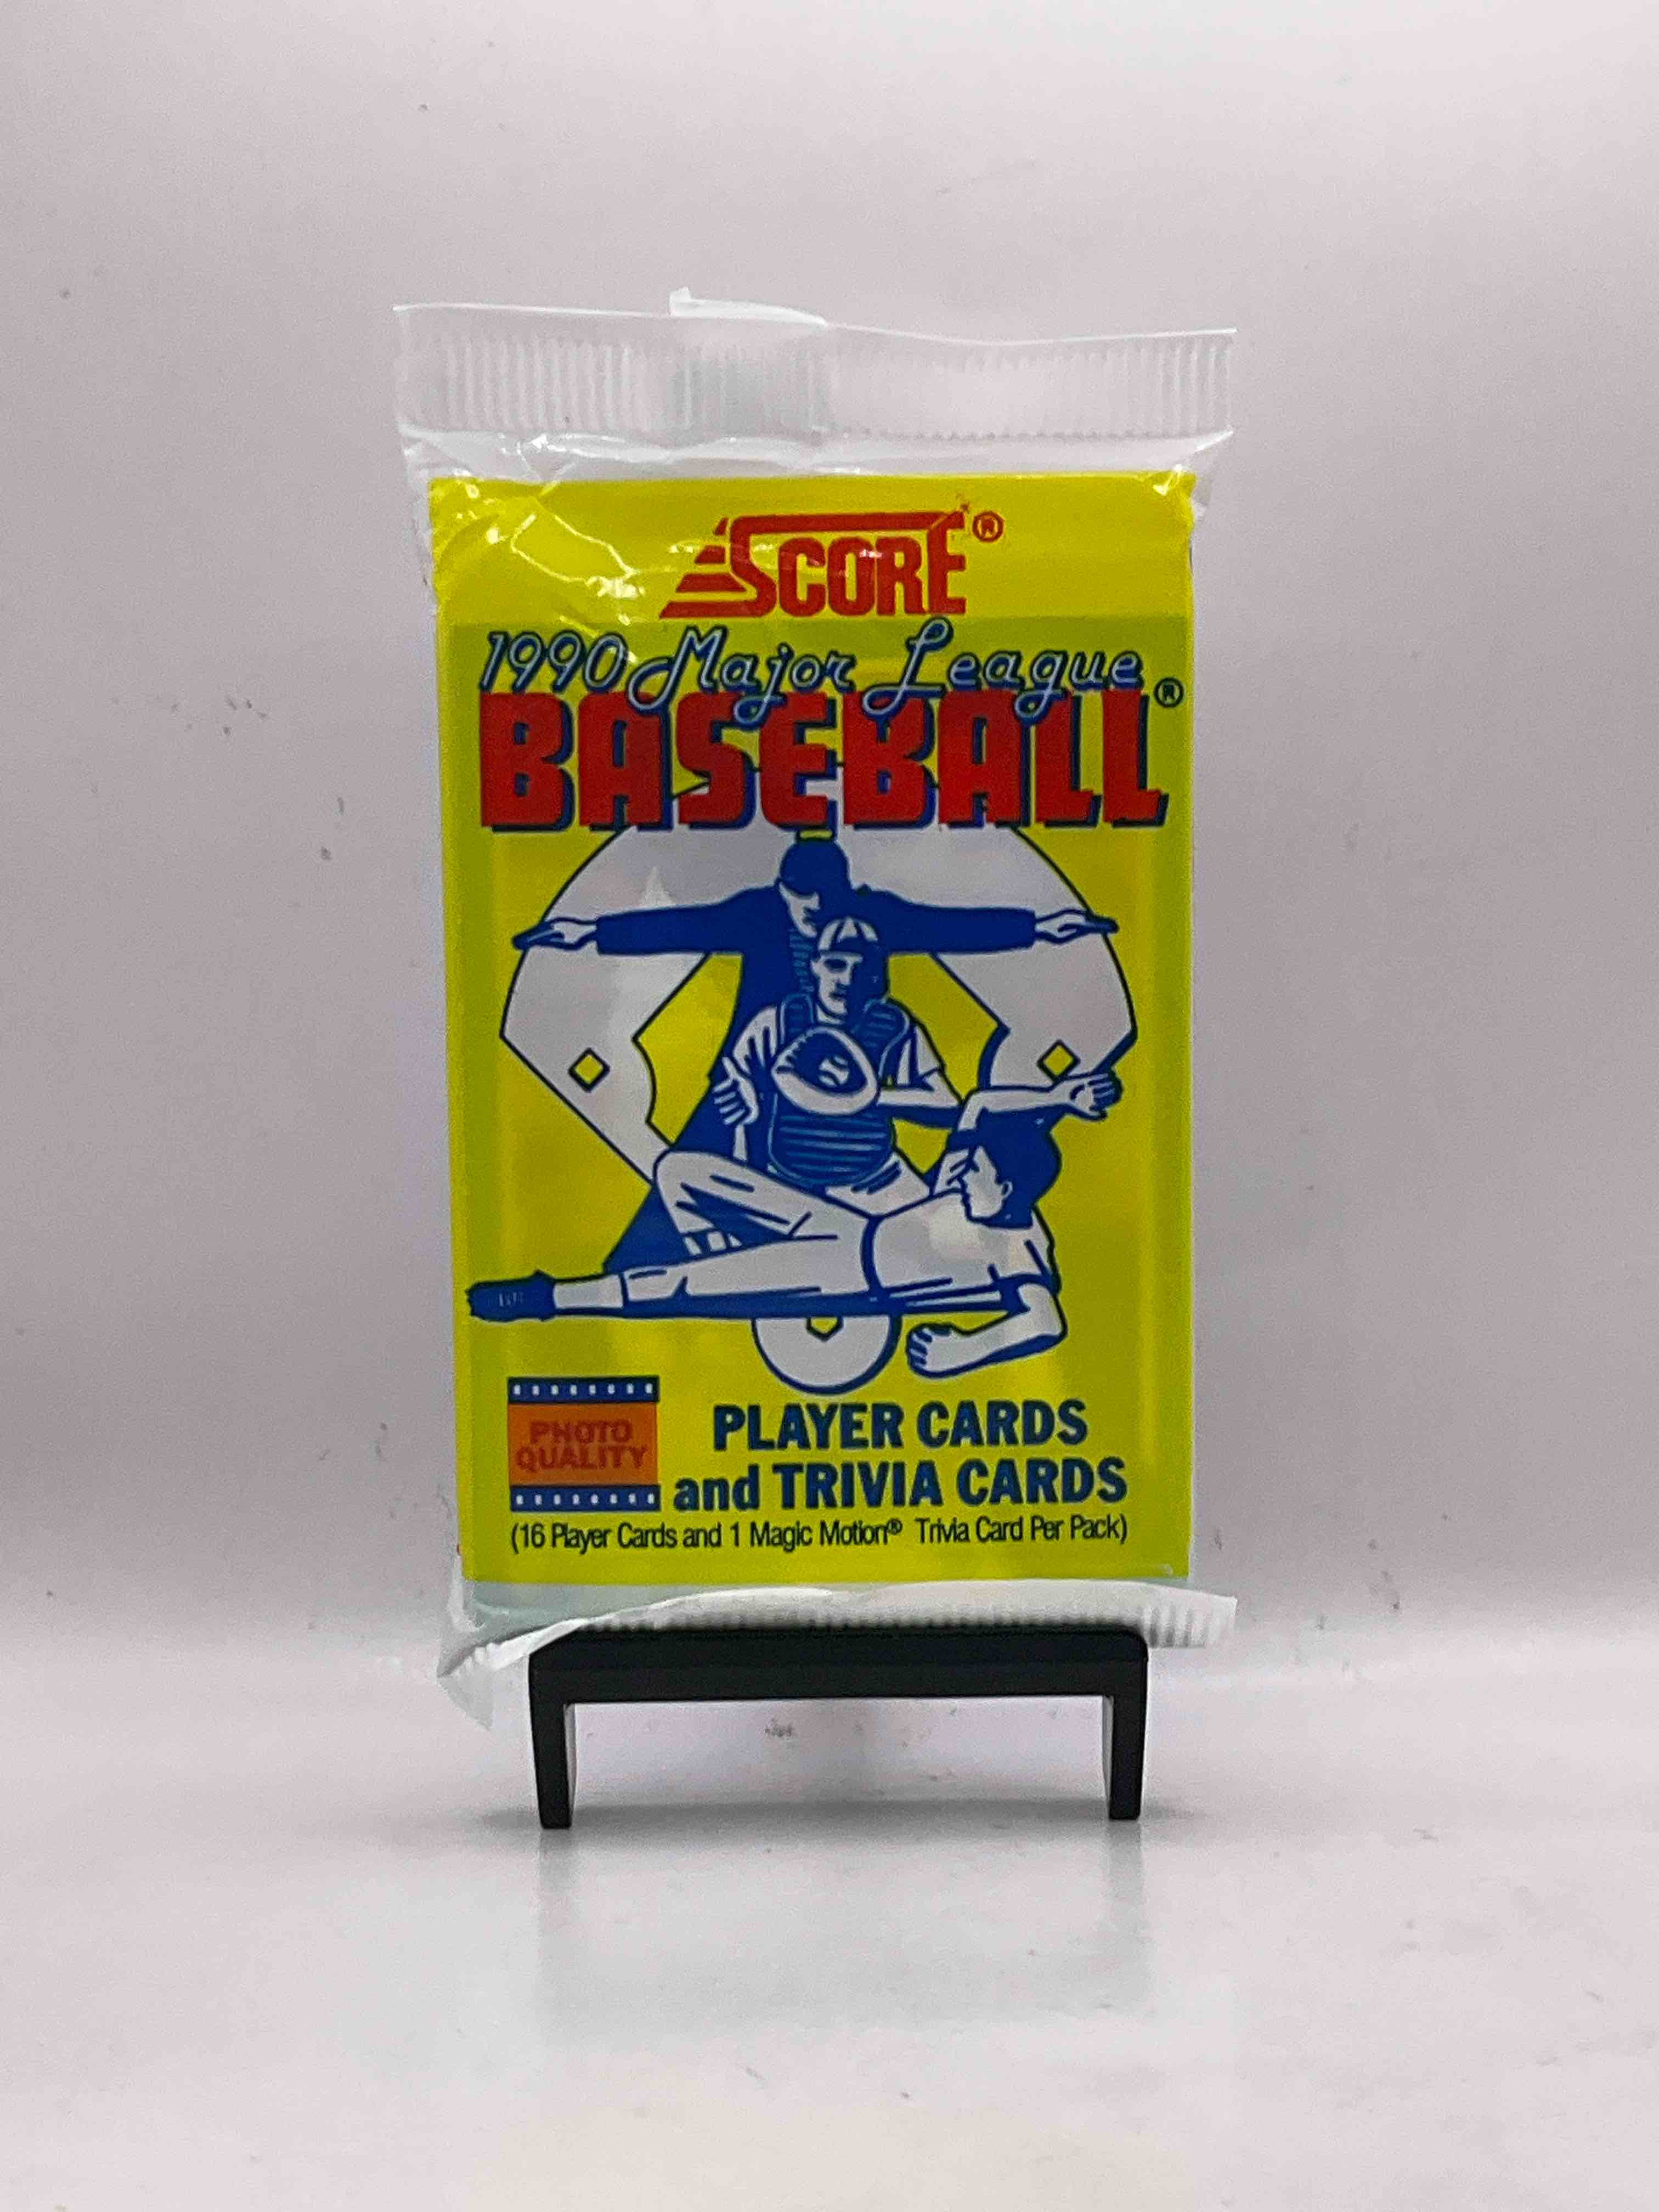 SCORE®
1990 Major League
BASEBALL®
PHOTO
QUALITY
PLAYER CARDS
and TRIVIA CARDS
(16 Player Cards and 1 Magic Motion® Trivia Card Per Pack)